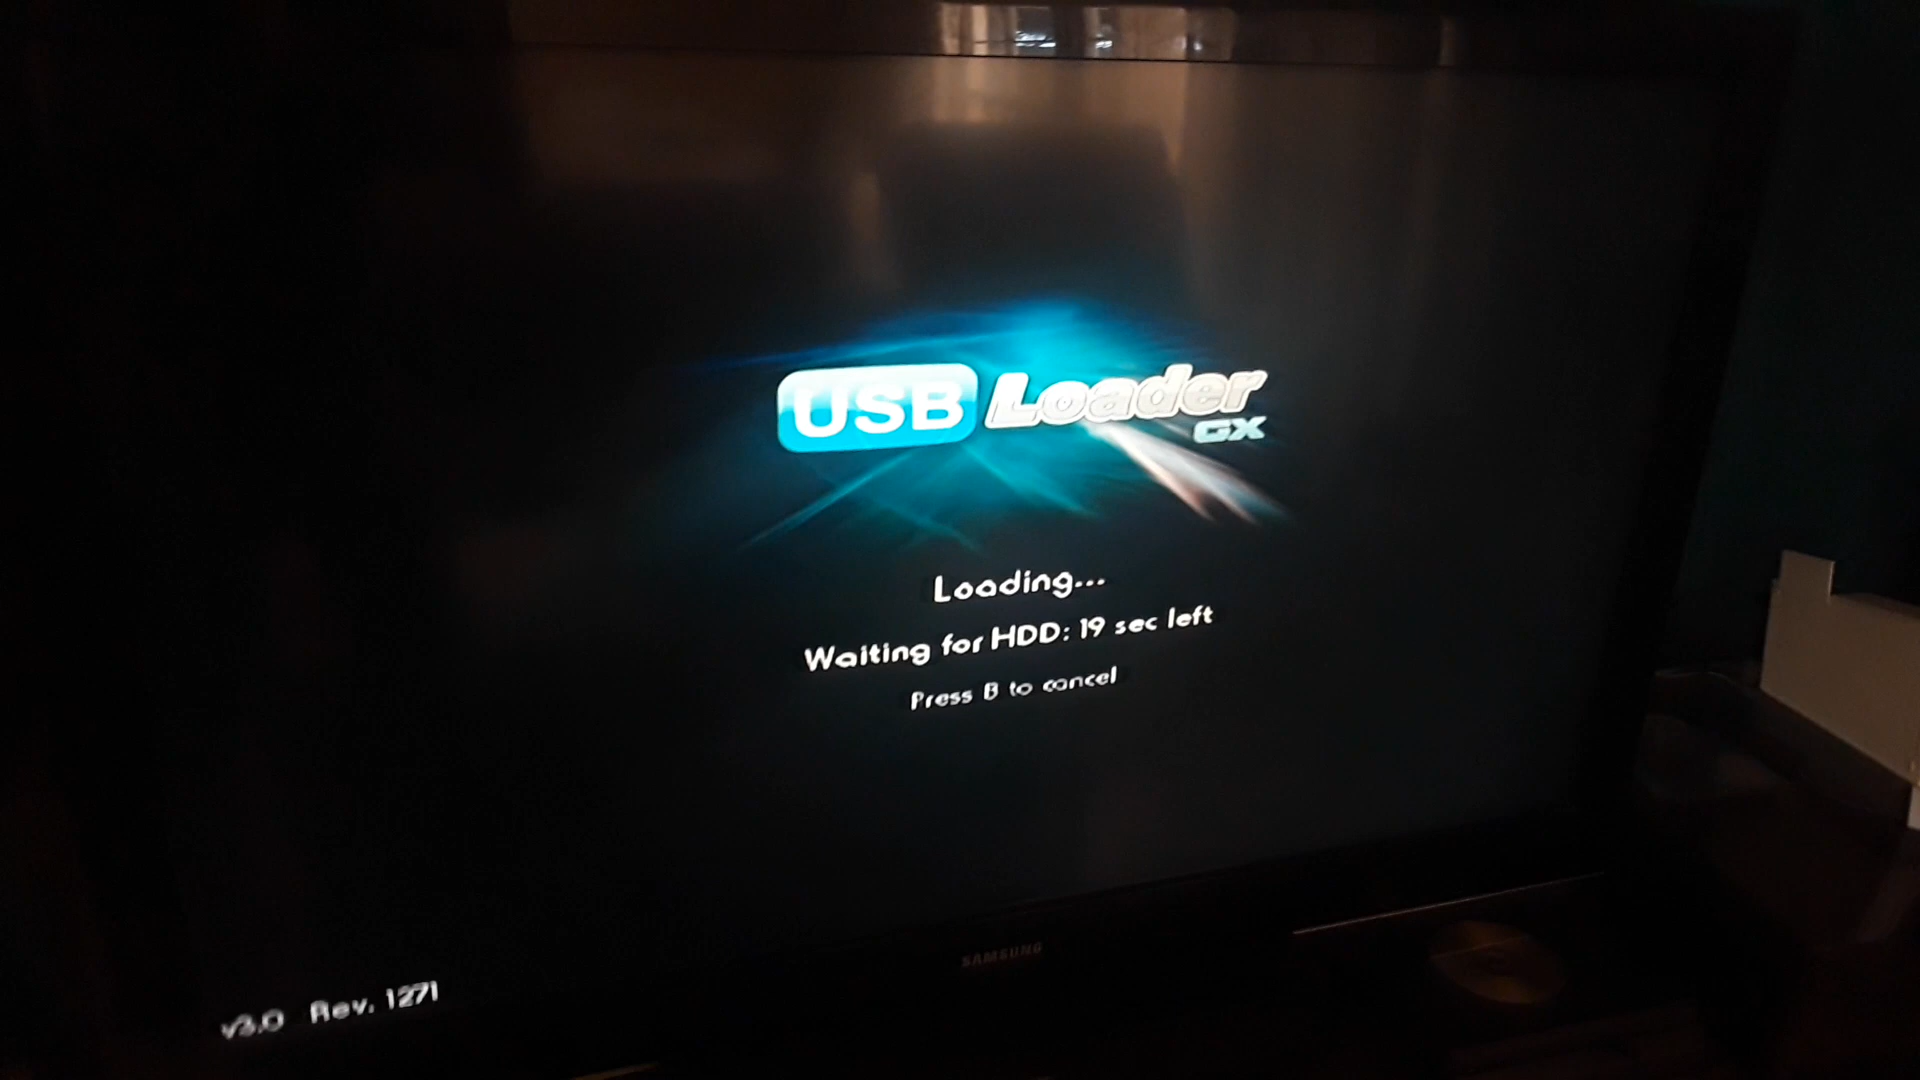 USB Loader
GX
Loading...
Waiting for HDD: 19 sec left
Press B to cancel
SAMSUNG
v3.0 Rev. 1271